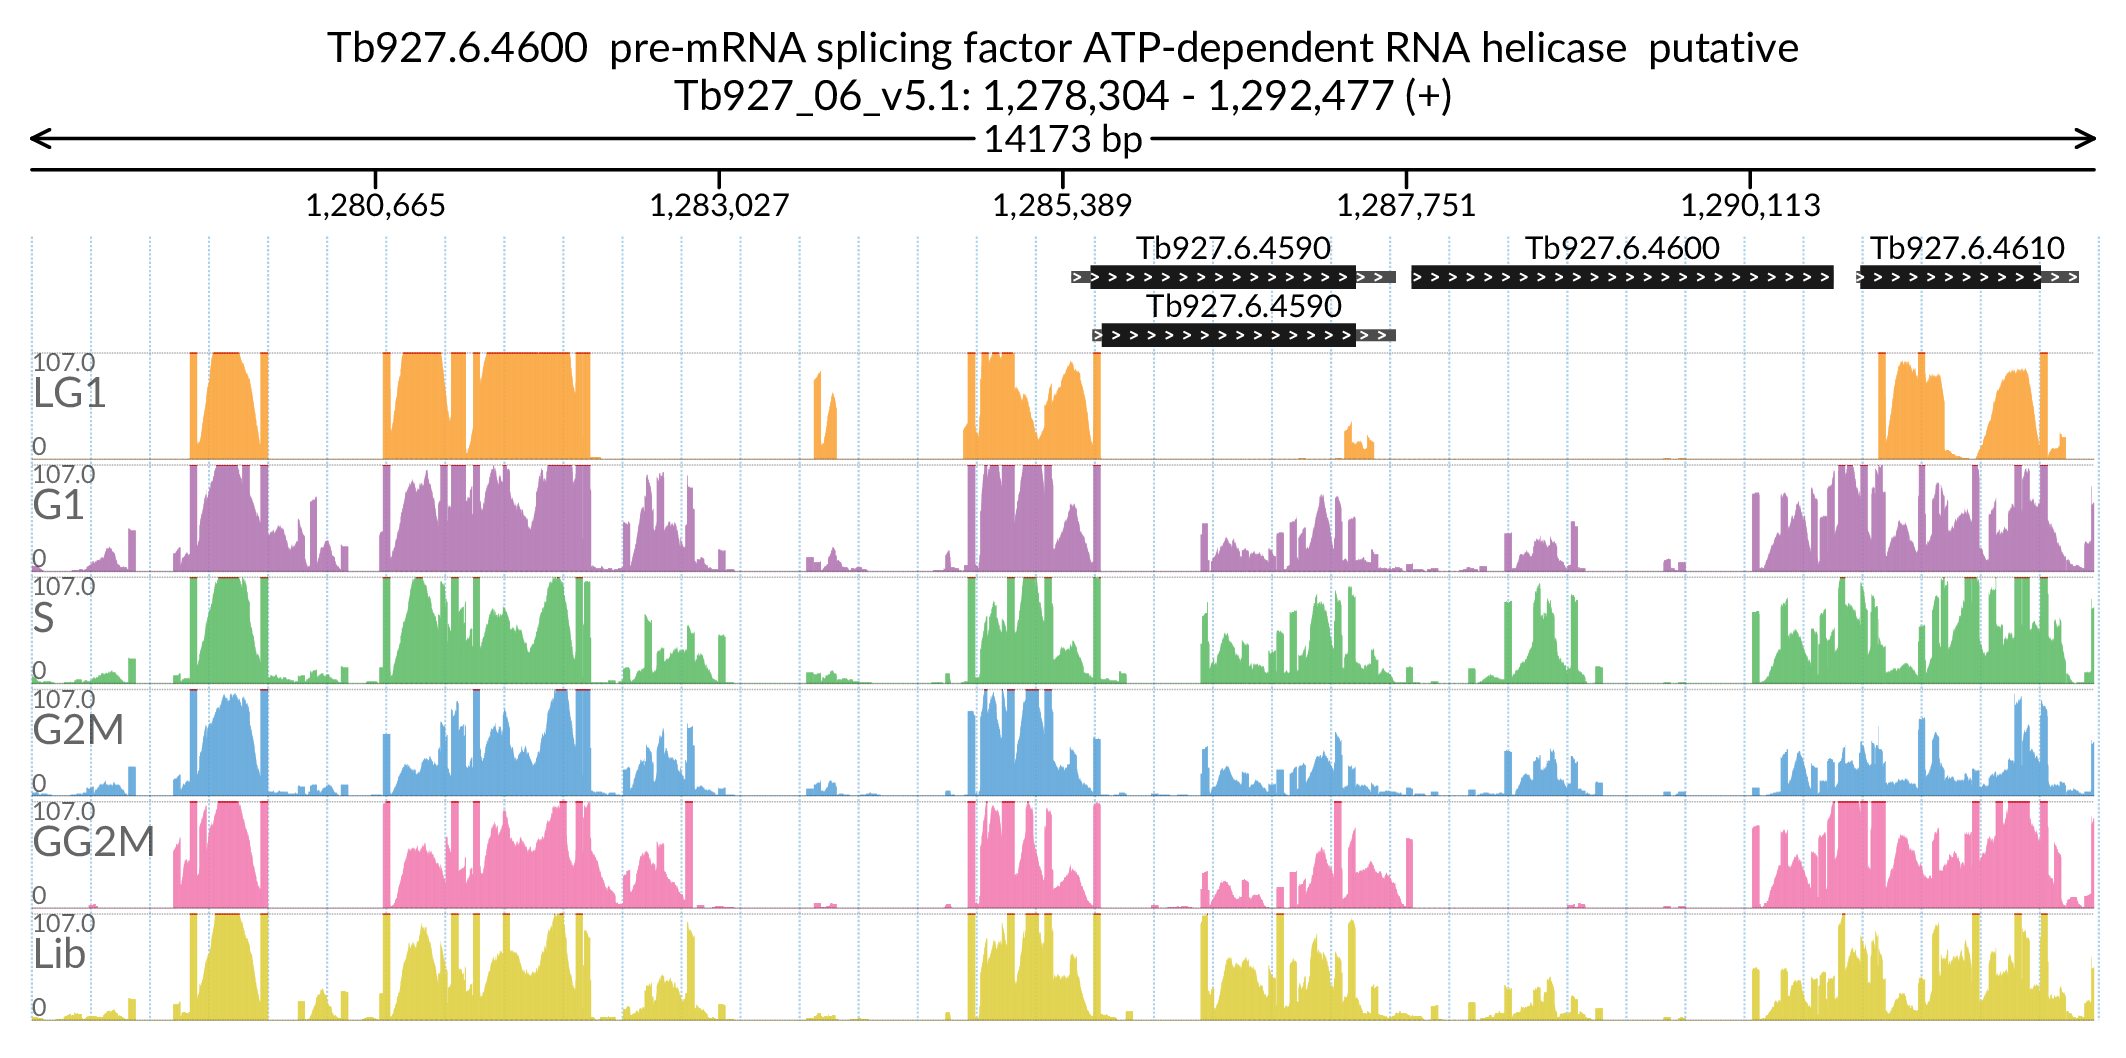 Tb927.6.4600  pre-mRNA splicing factor ATP-dependent RNA helicase  putative
Tb927_06_v5.1: 1,278,304 - 1,292,477 (+)
14173 bp
1,280,665 1,283,027 1,285,389 1,287,751 1,290,113
Tb927.6.4590 Tb927.6.4600 Tb927.6.4610
Tb927.6.4590
107.0
LG1
0
107.0
G1
0
107.0
S
0
107.0
G2M
0
107.0
GG2M
0
107.0
Lib
0